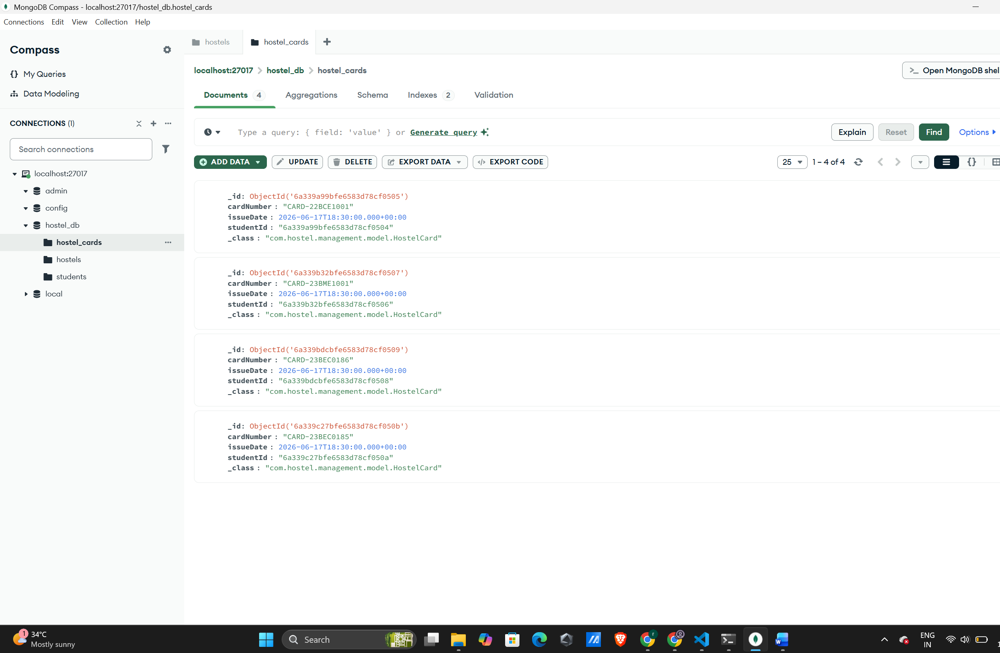 MongoDB Compass - localhost:27017/hostel_db.hostel_cards
Connections Edit View Collection Help
Compass
My Queries
Data Modeling
CONNECTIONS (1)
Search connections
localhost:27017
admin
config
hostel_db
hostel_cards
hostels
students
local
hostels
hostel_cards
localhost:27017 > hostel_db > hostel_cards
>_ Open MongoDB shel
Documents 4 Aggregations Schema Indexes 2 Validation
Type a query: { field: 'value' } or Generate query
Explain Reset Find Options
ADD DATA UPDATE DELETE EXPORT DATA EXPORT CODE
25 1 – 4 of 4
_id: ObjectId('6a339a99bfe6583d78cf0505')
cardNumber : "CARD-22BCE1001"
issueDate : 2026-06-17T18:30:00.000+00:00
studentId : "6a339a99bfe6583d78cf0504"
_class : "com.hostel.management.model.HostelCard"
_id: ObjectId('6a339b32bfe6583d78cf0507')
cardNumber : "CARD-23BME1001"
issueDate : 2026-06-17T18:30:00.000+00:00
studentId : "6a339b32bfe6583d78cf0506"
_class : "com.hostel.management.model.HostelCard"
_id: ObjectId('6a339bdcbfe6583d78cf0509')
cardNumber : "CARD-23BEC0186"
issueDate : 2026-06-17T18:30:00.000+00:00
studentId : "6a339bdcbfe6583d78cf0508"
_class : "com.hostel.management.model.HostelCard"
_id: ObjectId('6a339c27bfe6583d78cf050b')
cardNumber : "CARD-23BEC0185"
issueDate : 2026-06-17T18:30:00.000+00:00
studentId : "6a339c27bfe6583d78cf050a"
_class : "com.hostel.management.model.HostelCard"
1
34°C
Mostly sunny
Search
ENG
IN